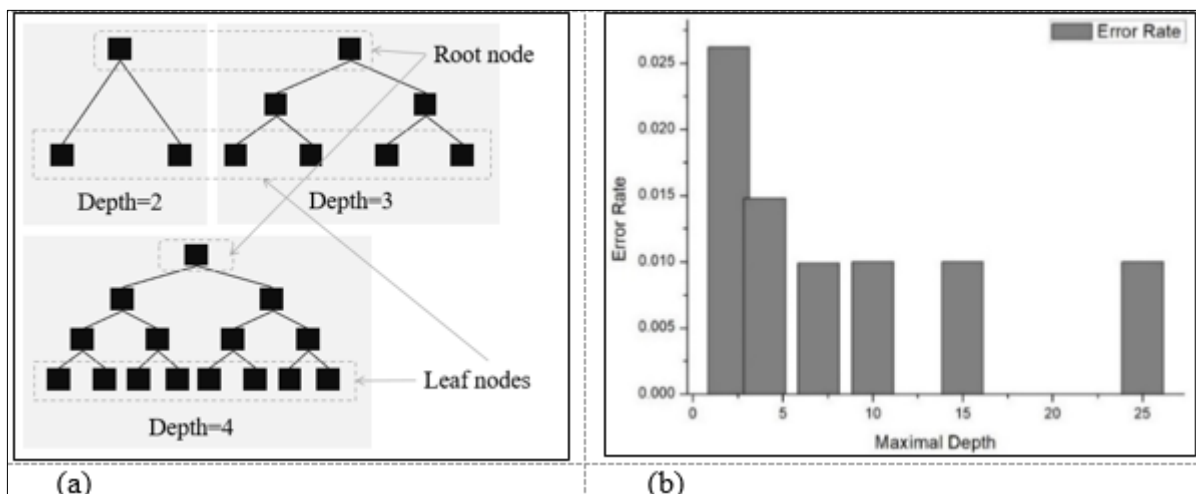 Root node
Depth=2
Depth=3
Leaf nodes
Depth=4
(a)
Error Rate
0.025
0.020
0.015
0.010
0.005
0.000
Error Rate
0
5
10
15
20
25
Maximal Depth
(b)